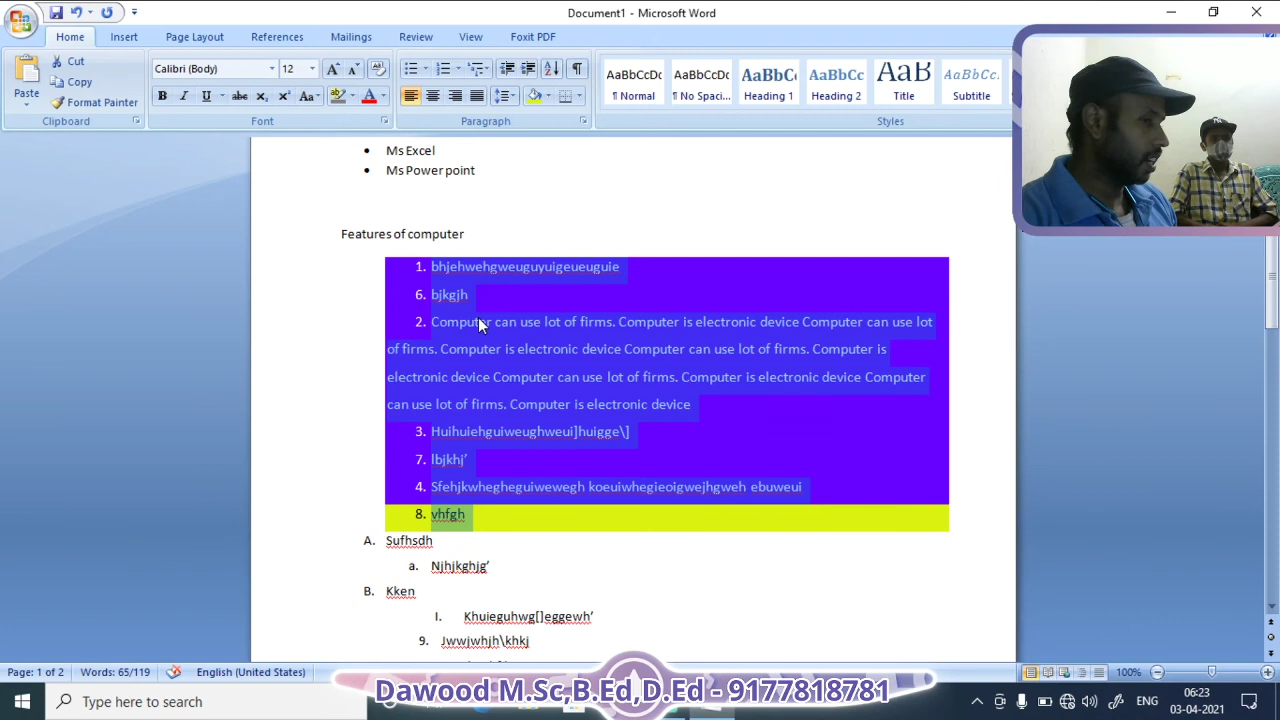 Document1 - Microsoft Word
Home Insert Page Layout References Mailings Review View Foxit PDF
Cut
Copy
Format Painter
Paste
Clipboard
Calibri (Body) 12
Font
Paragraph
AaBbCcDc AaBbCcDc AaBbCc AaBbCc AaB AaBbCc.
¶ Normal ¶ No Spaci... Heading 1 Heading 2 Title Subtitle
Styles
• Ms Excel
• Ms Power point
Features of computer
1. bhjehwehgweuguyuigeueuguie
6. bjkgjh
2. Computer can use lot of firms. Computer is electronic device Computer can use lot
of firms. Computer is electronic device Computer can use lot of firms. Computer is
electronic device Computer can use lot of firms. Computer is electronic device Computer
can use lot of firms. Computer is electronic device
3. Huihuiehguiweughweui]huigge\]
7. lbjkhj’
4. Sfehjkwhegheguiwewegh koeuiwhegieoigwejhgweh ebuweui
8. vhfgh
A. Sufhsdh
a. Njhjkghjg’
B. Kken
I. Khuieguhwg[]eggewh’
9. Jwwjwhjh\khkj
Page: 1 of 2 Words: 65/119 English (United States) 100%
Dawood M.Sc,B.Ed,D.Ed - 9177818781
Type here to search
ENG
06:23
03-04-2021